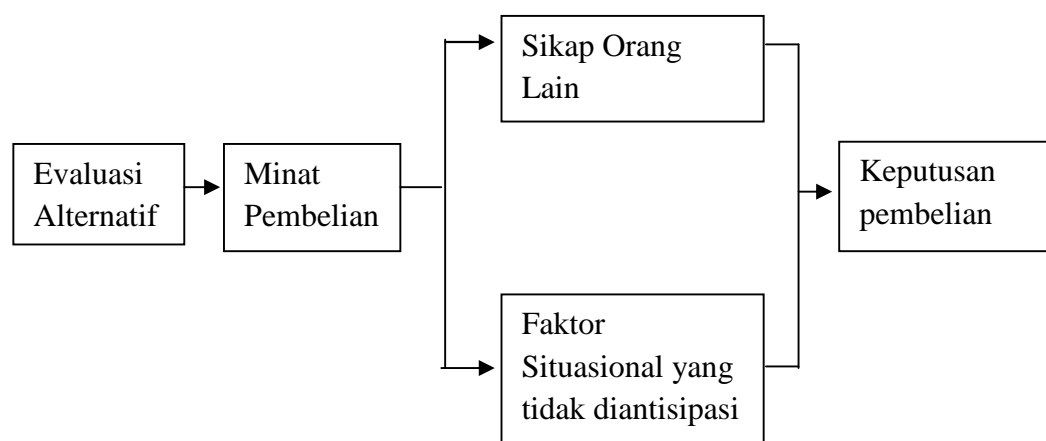 Evaluasi
Alternatif
Minat
Pembelian
Sikap Orang
Lain
Faktor
Situasional yang
tidak diantisipasi
Keputusan
pembelian